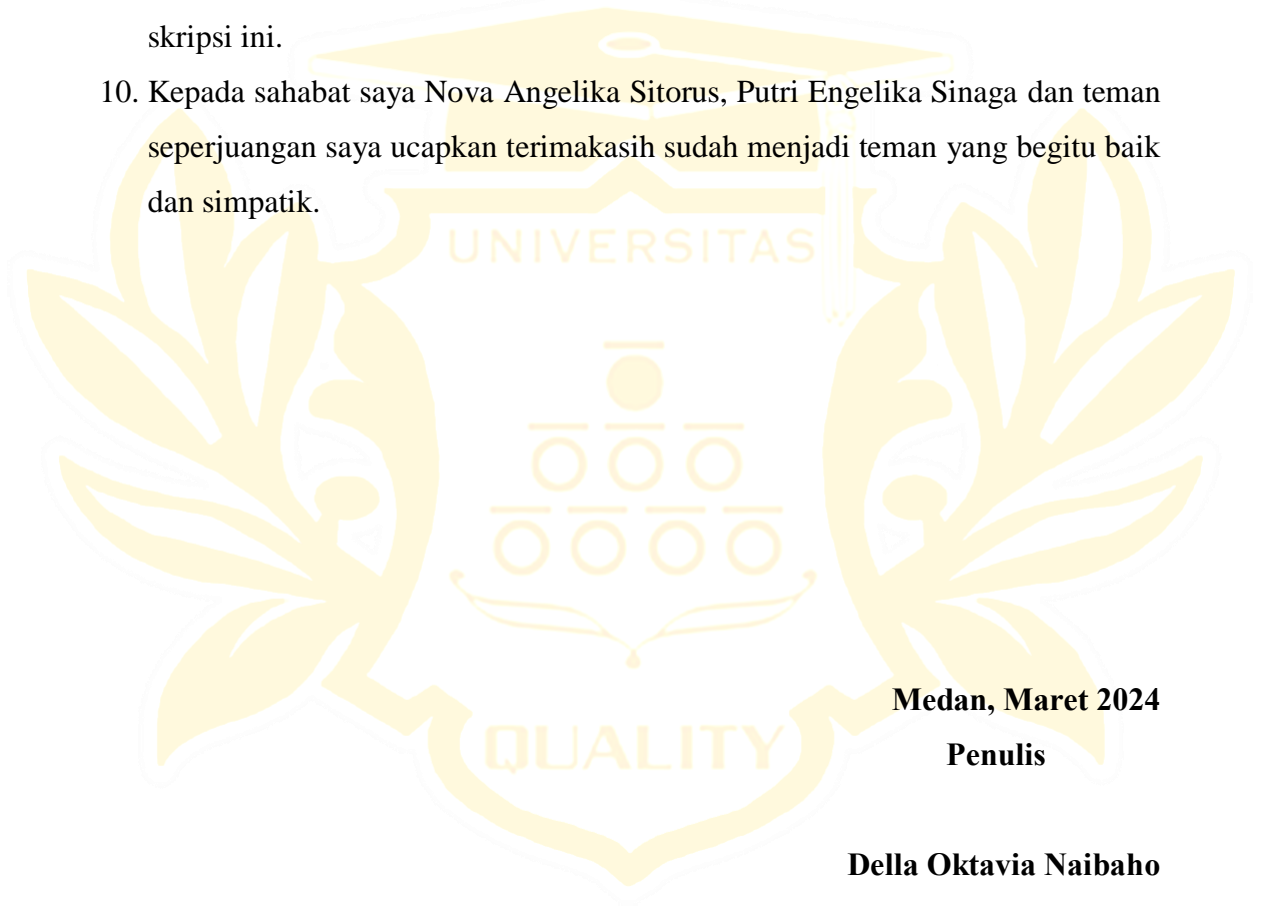 skripsi ini.
10. Kepada sahabat saya Nova Angelika Sitorus, Putri Engelika Sinaga dan teman
seperjuangan saya ucapkan terimakasih sudah menjadi teman yang begitu baik
dan simpatik.
UNIVERSITAS
QUALITY
Medan, Maret 2024
Penulis
Della Oktavia Naibaho